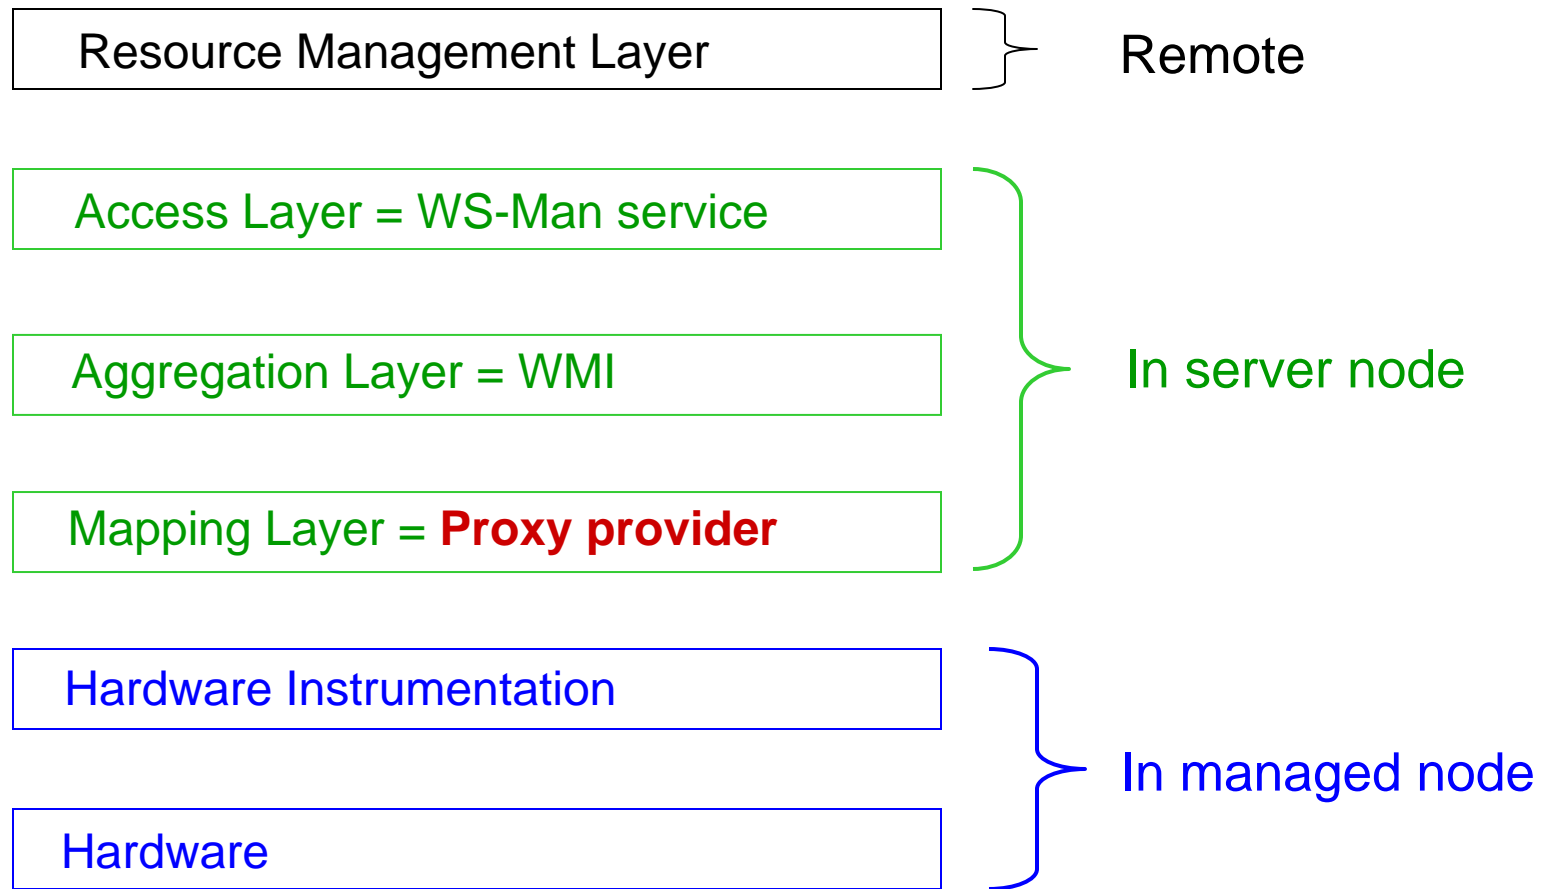 Resource Management Layer
Remote
Access Layer = WS-Man service
Aggregation Layer = WMI
In server node
Mapping Layer = Proxy provider
Hardware Instrumentation
In managed node
Hardware